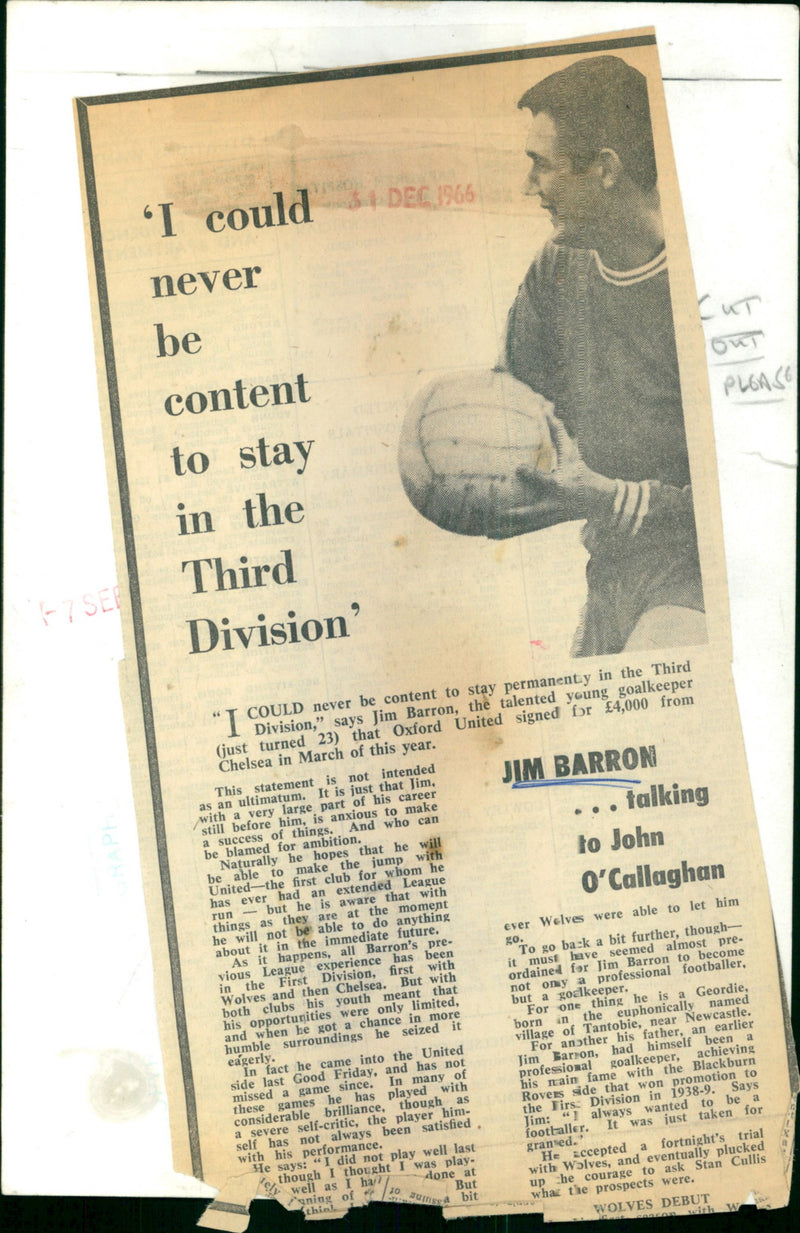 'I could
never
be
content
to stay
in the
Third
Division'
31 DEC 1966
CUT
OUT
PLEASE
7 SEP
"I COULD never be content to stay permanently in the Third
Division," says Jim Barron, the talented young goalkeeper
(just turned 23) that Oxford United signed for £4,000 from
Chelsea in March of this year.
This statement is not intended
as an ultimatum. It is just that Jim,
with a very large part of his career
still before him, is anxious to make
a success of things. And who can
be blamed for ambition.
Naturally he hopes that he will
be able to make the jump with
United—the first club for whom he
has ever had an extended League
run — but he is aware that with
things as they are at the moment
he will not be able to do anything
about it in the immediate future.
As it happens, all Barron's pre-
vious League experience has been
in the First Division, first with
Wolves and then Chelsea. But with
both clubs his youth meant that
his opportunities were only limited,
and when he got a chance in more
humble surroundings he seized it
eagerly.
In fact he came into the United
side last Good Friday, and has not
missed a game since. In many of
these games he has played with
considerable brilliance, though as
a severe self-critic, the player him-
self has not always been satisfied
with his performance.
He says: "I did not play well last
though I thought I was play-
well as I had done at
ning of But
think a bit
JIM BARRON
. . . talking
to John
O'Callaghan
ever Wolves were able to let him
go.
To go back a bit further, though—
it must have seemed almost pre-
ordained for Jim Barron to become
not only a professional footballer,
but a goalkeeper.
For one thing he is a Geordie,
born in the euphonically named
village of Tantobie, near Newcastle.
For another his father, an earlier
Jim Barron, had himself been a
professional goalkeeper, achieving
his main fame with the Blackburn
Rovers side that won promotion to
the First Division in 1938-9. Says
Jim: "I always wanted to be a
footballer. It was just taken for
granted."
He accepted a fortnight's trial
with Wolves, and eventually plucked
up the courage to ask Stan Cullis
what the prospects were.
WOLVES DEBUT
season with